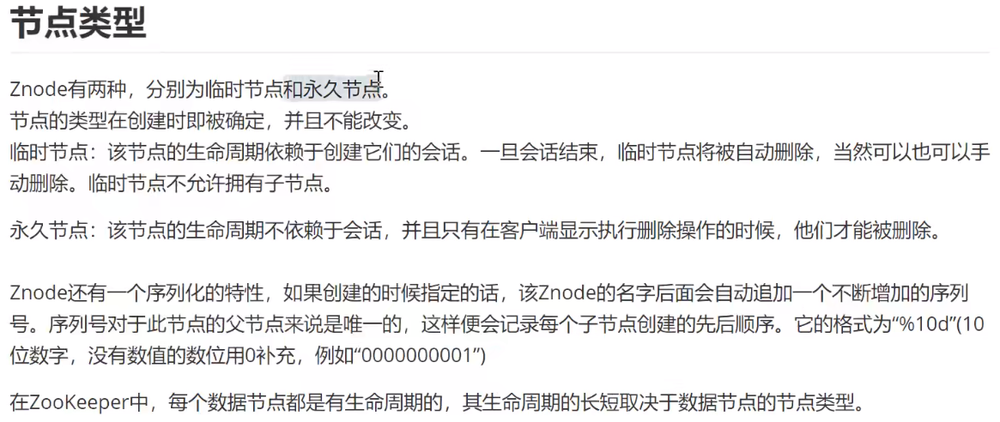 节点类型
Znode有两种，分别为临时节点和永久节点。
节点的类型在创建时即被确定，并且不能改变。
临时节点：该节点的生命周期依赖于创建它们的会话。一旦会话结束，临时节点将被自动删除，当然可以也可以手
动删除。临时节点不允许拥有子节点。
永久节点：该节点的生命周期不依赖于会话，并且只有在客户端显示执行删除操作的时候，他们才能被删除。
Znode还有一个序列化的特性，如果创建的时候指定的话，该Znode的名字后面会自动追加一个不断增加的序列
号。序列号对于此节点的父节点来说是唯一的，这样便会记录每个子节点创建的先后顺序。它的格式为“%10d”(10
位数字，没有数值的数位用0补充，例如“0000000001”)
在ZooKeeper中，每个数据节点都是有生命周期的，其生命周期的长短取决于数据节点的节点类型。